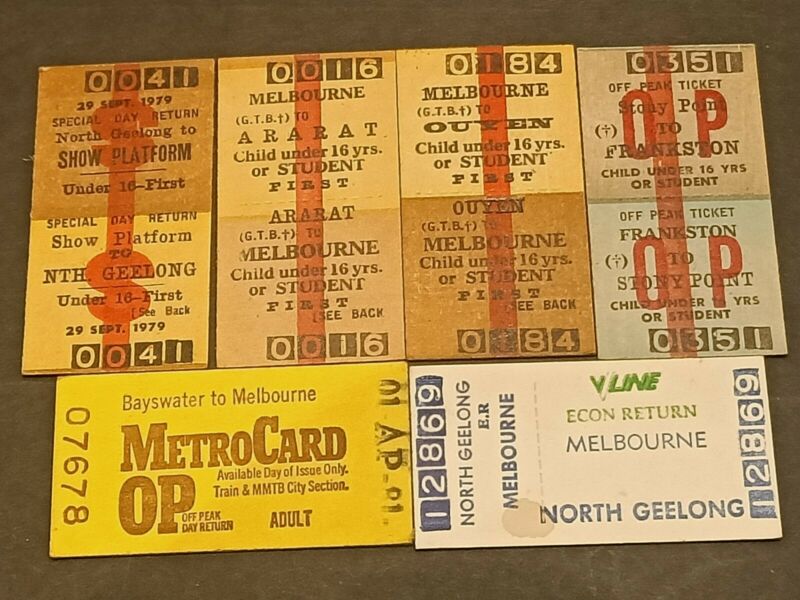 0041
29 SEPT. 1979
SPECIAL DAY RETURN
North Geelong to
SHOW PLATFORM
Under 16-First
SPECIAL DAY RETURN
Show Platform
TO
NTH GEELONG
Under 16-First
[See Back
29 SEPT. 1979
0041
S
0016
MELBOURNE
(G.T.B.†) TO
ARARAT
Child under 16 yrs.
or STUDENT
FIRST
ARARAT
(G.T.B.†) TO
MELBOURNE
Child under 16 yrs.
or STUDENT
FIRST
[SEE BACK
0016
0184
MELBOURNE
(G.T.B.†) TO
OUYEN
Child under 16 yrs.
or STUDENT
FIRST
OUYEN
(G.T.B.†) TO
MELBOURNE
Child under 16 yrs.
or STUDENT
FIRST
[SEE BACK
0184
0351
OFF PEAK TICKET
Stony Point
(†) TO
FRANKSTON
CHILD UNDER 16 YRS
OR STUDENT
OP
OFF PEAK TICKET
FRANKSTON
(†) TO
STONY POINT
CHILD UNDER 16 YRS
OR STUDENT
OP
0351
07678
Bayswater to Melbourne
METROCARD
Available Day of Issue Only.
Train & MMTB City Section.
OP
OFF PEAK
DAY RETURN
ADULT
01 AP. 81
12869
NORTH GEELONG
E.R
MELBOURNE
V/LINE
ECON RETURN
MELBOURNE
NORTH GEELONG
12869